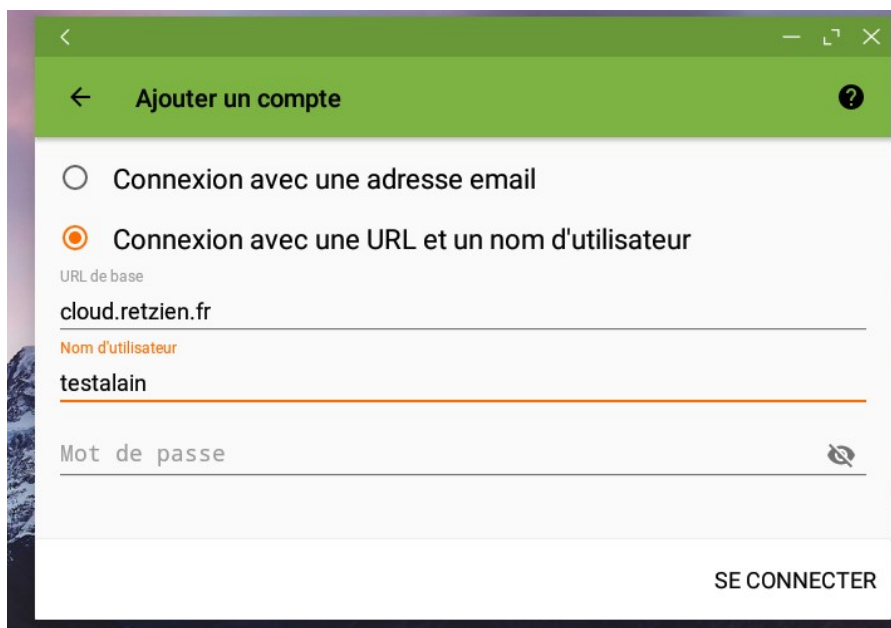 Ajouter un compte
Connexion avec une adresse email
Connexion avec une URL et un nom d'utilisateur
URL de base
cloud.retzien.fr
Nom d'utilisateur
testalain
Mot de passe
SE CONNECTER